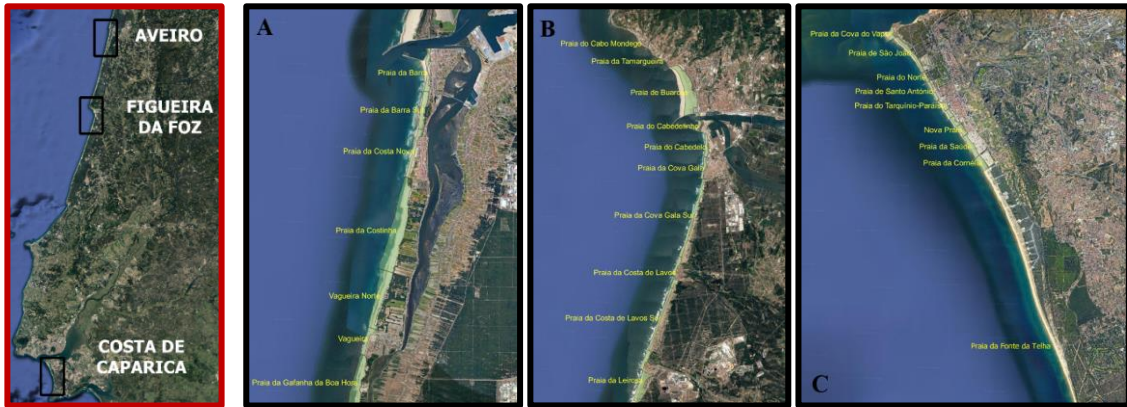 AVEIRO
FIGUEIRA
DA FOZ
COSTA DE
CAPARICA
A
Praia da Barra
Praia da Barra Sul
Praia da Costa Nova
Praia da Costinha
Vagueira Norte
Vagueira
Praia da Gafanha da Boa Hora
B
Praia do Cabo Mondego
Praia da Tamargueira
Praia de Buarcos
Praia do Cabedelinho
Praia do Cabedelo
Praia da Cova Gala
Praia da Cova Gala Sul
Praia da Costa de Lavos
Praia da Costa de Lavos Sul
Praia da Leirosa
C
Praia da Cova do Vapor
Praia de São João
Praia do Norte
Praia de Santo António
Praia do Tarquínio-Paraíso
Nova Praia
Praia da Saúde
Praia da Cornélia
Praia da Fonte da Telha